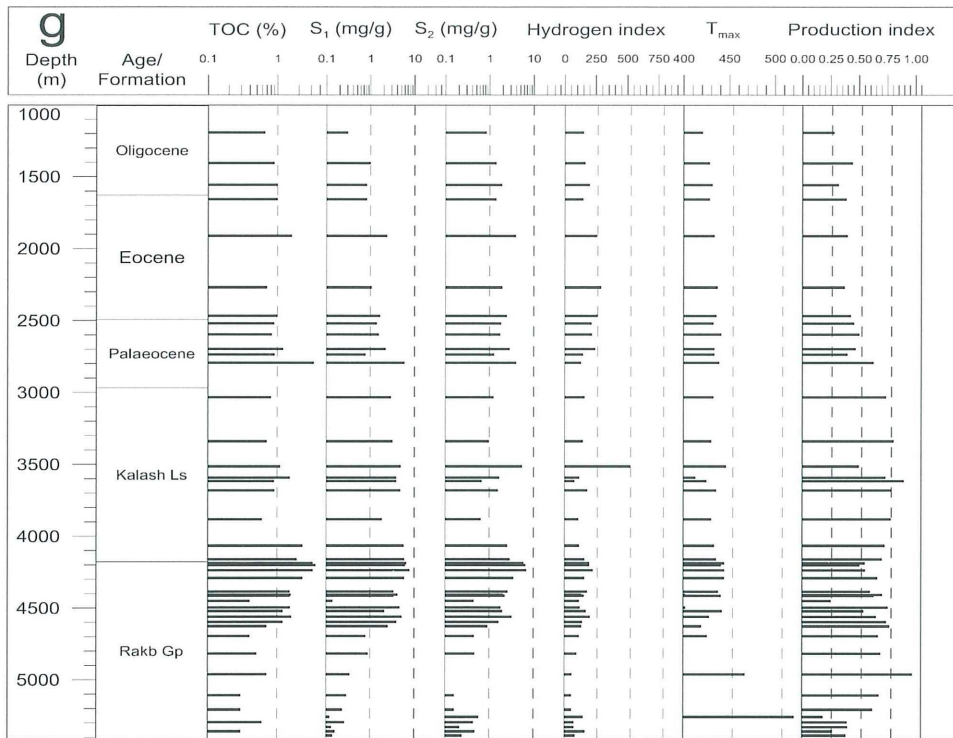 g
TOC (%) S₁ (mg/g) S₂ (mg/g) Hydrogen index Tmax Production index
Depth (m) Age/ Formation
0.1 1 0.1 1 10 0.1 1 10 0 250 500 750 400 450 500 0.00 0.25 0.50 0.75 1.00
1000
Oligocene
1500
2000
Eocene
2500
Palaeocene
3000
3500
Kalash Ls
4000
4500
Rakb Gp
5000